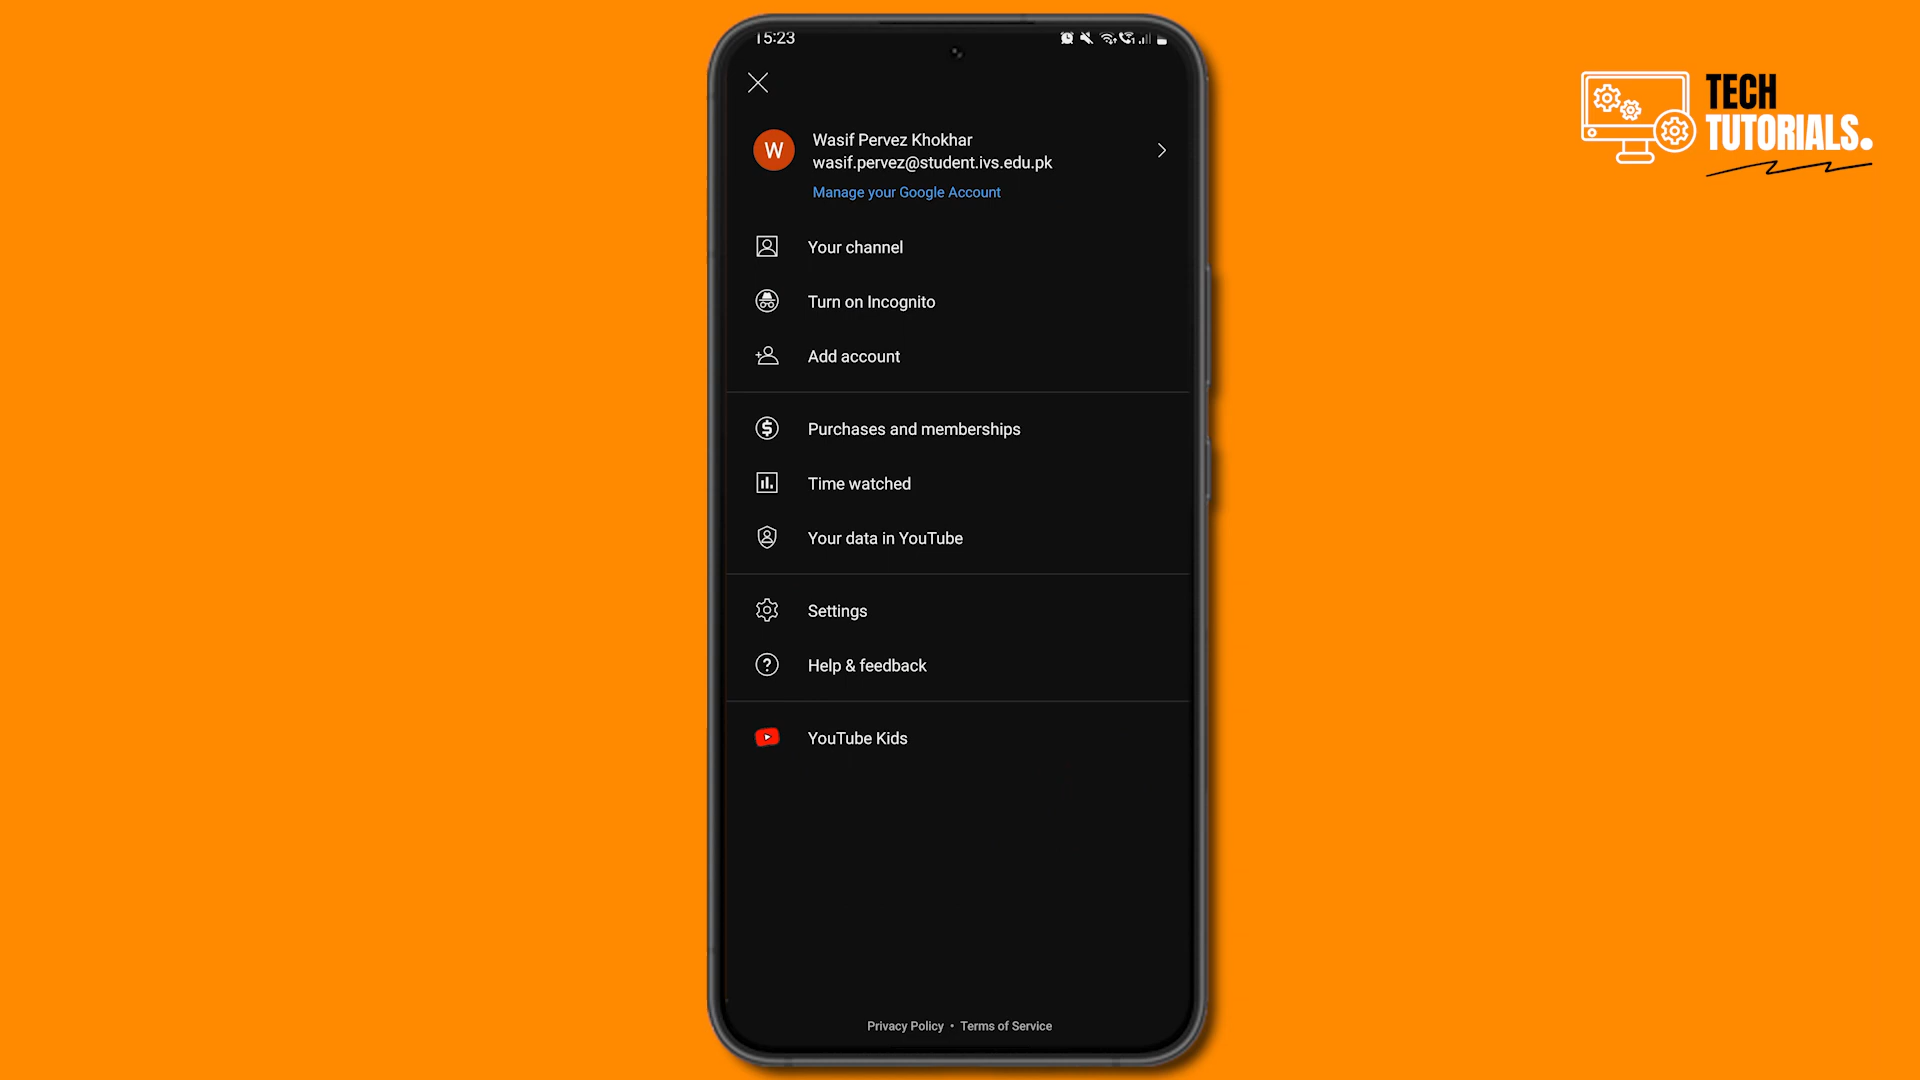 15:23
TECH
TUTORIALS.
W
Wasif Pervez Khokhar
wasif.pervez@student.ivs.edu.pk
Manage your Google Account
Your channel
Turn on Incognito
Add account
Purchases and memberships
Time watched
Your data in YouTube
Settings
Help & feedback
YouTube Kids
Privacy Policy • Terms of Service